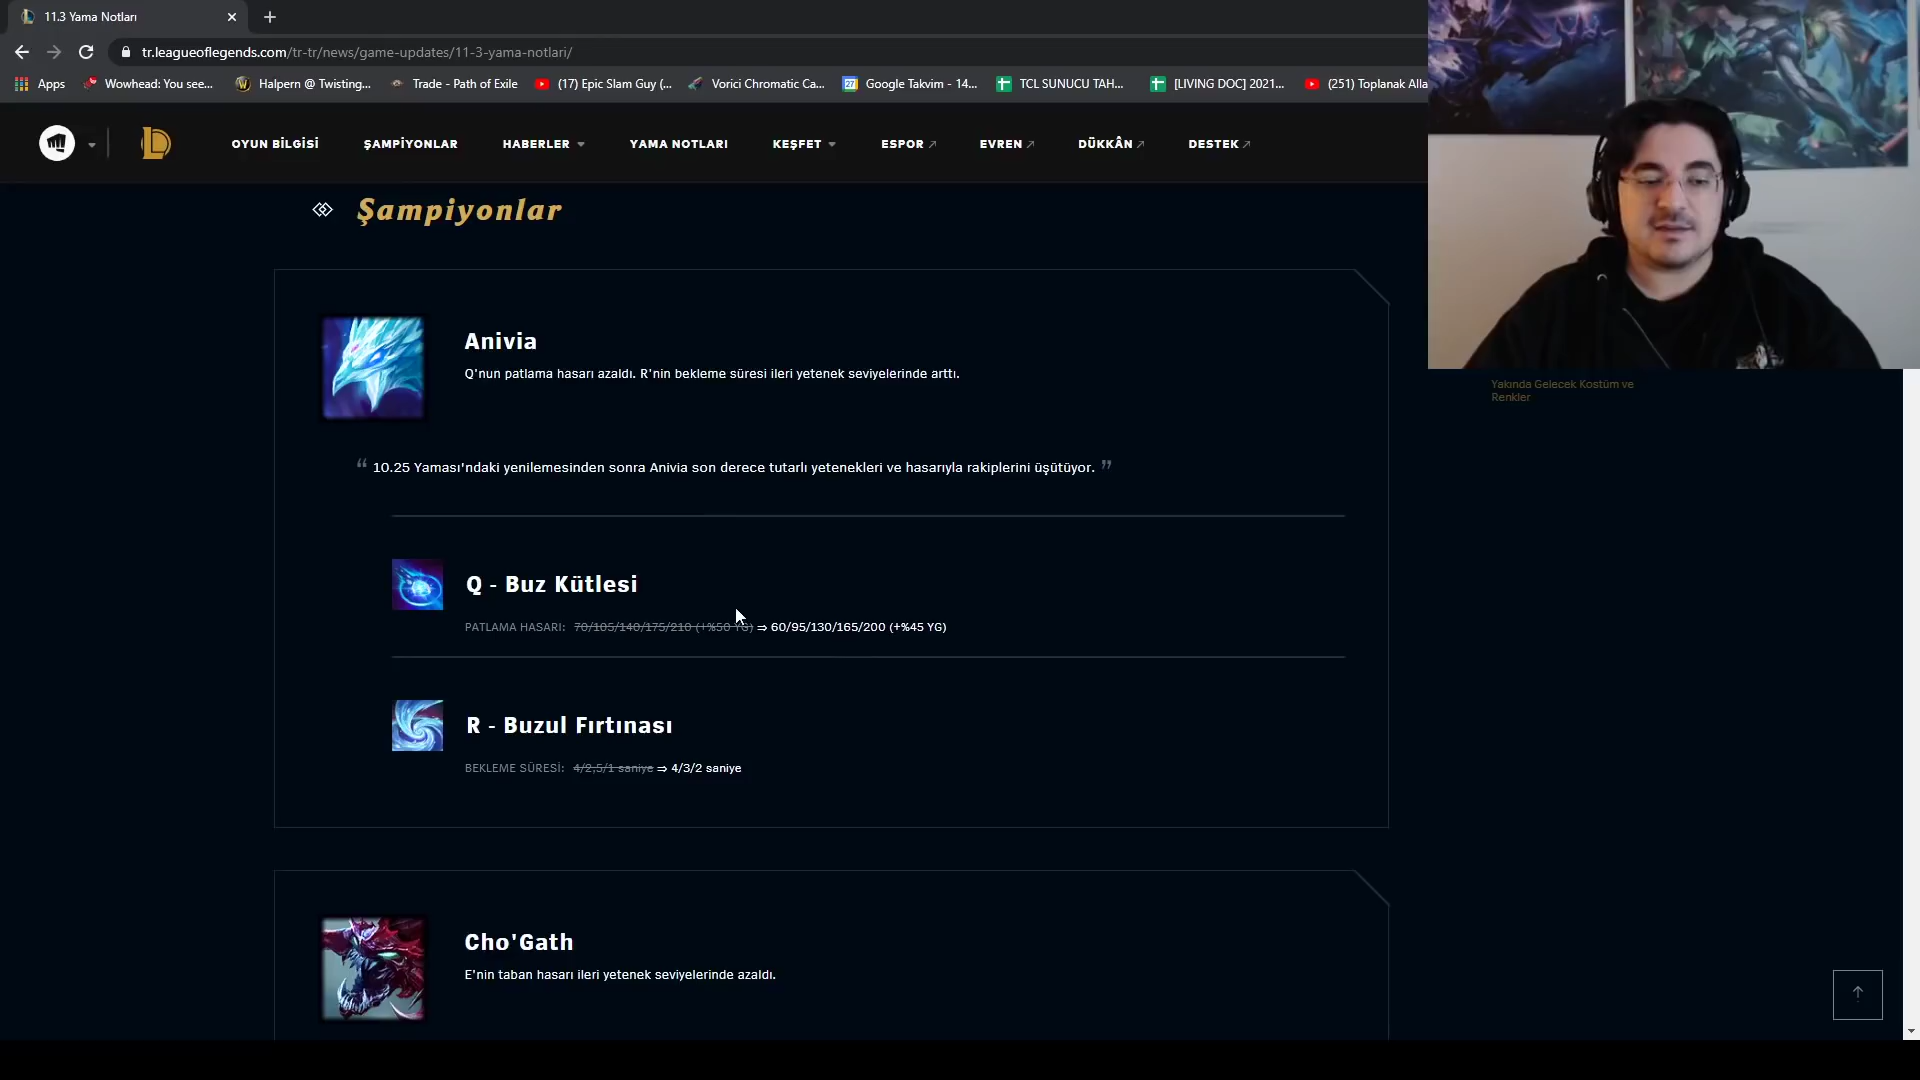 11.3 Yama Notları
tr.leagueoflegends.com/tr-tr/news/game-updates/11-3-yama-notlari/
Apps
Wowhead: You see...
Halpern @ Twisting...
Trade - Path of Exile
(17) Epic Slam Guy (...
Vorici Chromatic Ca...
27
Google Takvim - 14...
TCL SUNUCU TAH...
[LIVING DOC] 2021...
(251) Toplanak Alla
OYUN BİLGİSİ
ŞAMPİYONLAR
HABERLER
YAMA NOTLARI
KEŞFET
ESPOR
EVREN
DÜKKÂN
DESTEK
Şampiyonlar
Yakında Gelecek Kostüm ve
Renkler
Anivia
Q'nun patlama hasarı azaldı. R'nin bekleme süresi ileri yetenek seviyelerinde arttı.
“ 10.25 Yaması'ndaki yenilemesinden sonra Anivia son derece tutarlı yetenekleri ve hasarıyla rakiplerini üşütüyor. ”
Q - Buz Kütlesi
PATLAMA HASARI: 70/105/140/175/210 (+%50 YG) ⇒ 60/95/130/165/200 (+%45 YG)
R - Buzul Fırtınası
BEKLEME SÜRESİ: 4/2,5/1 saniye ⇒ 4/3/2 saniye
Cho'Gath
E'nin taban hasarı ileri yetenek seviyelerinde azaldı.